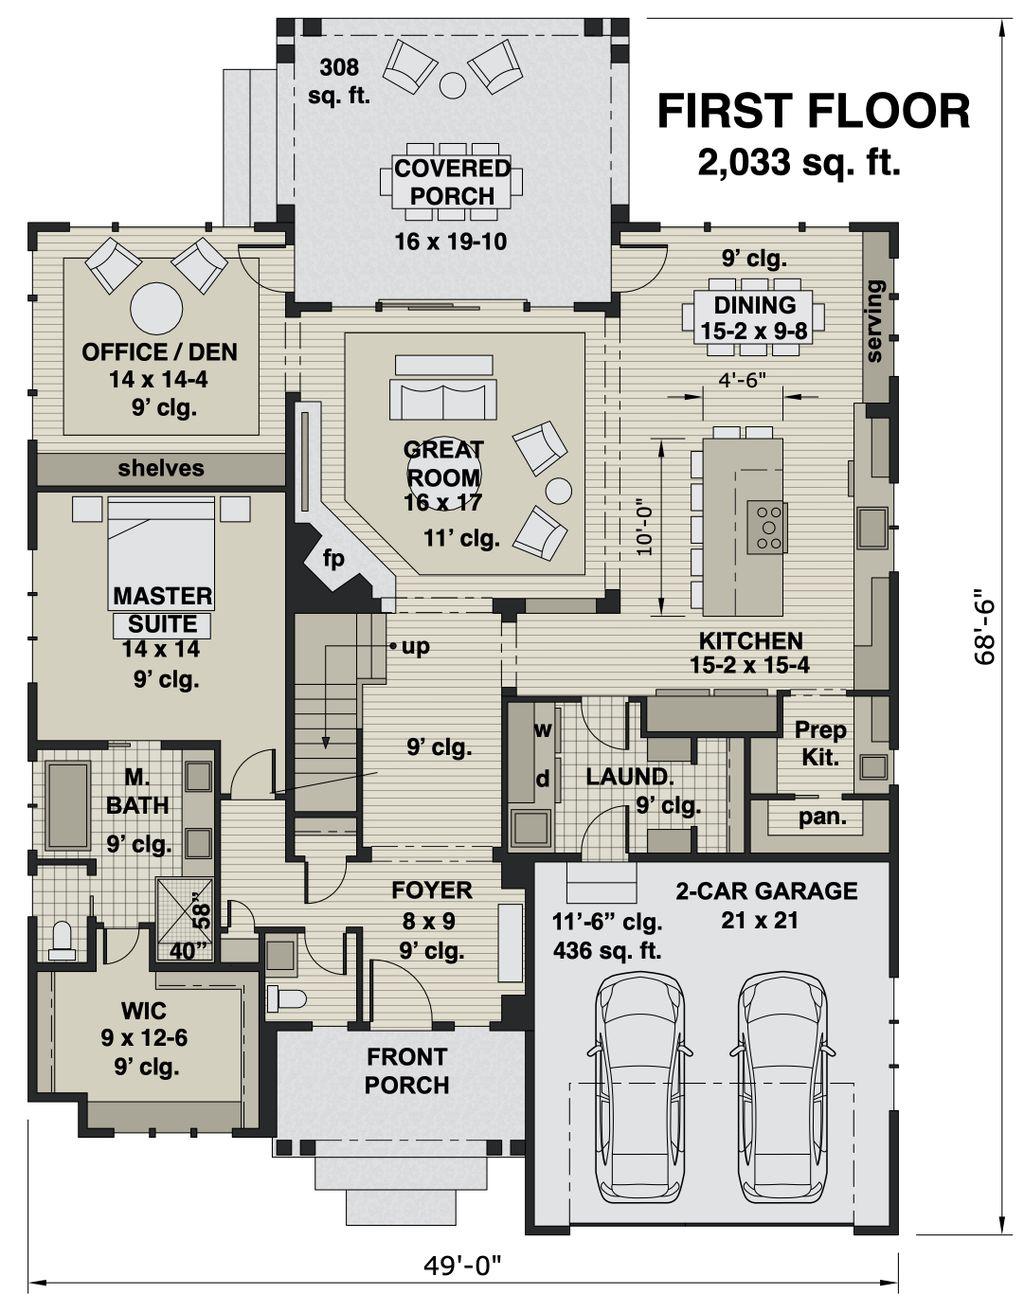 308
sq. ft.
FIRST FLOOR
2,033 sq. ft.
COVERED
PORCH
16 x 19-10
9’ clg.
DINING
15-2 x 9-8
serving
4'-6"
OFFICE / DEN
14 x 14-4
9’ clg.
shelves
GREAT
ROOM
16 x 17
11’ clg.
10'-0"
fp
MASTER
SUITE
14 x 14
9’ clg.
up
KITCHEN
15-2 x 15-4
68'-6"
9’ clg.
w
d
LAUND.
9’ clg.
Prep
Kit.
pan.
M.
BATH
9’ clg.
58”
40”
FOYER
8 x 9
9’ clg.
2-CAR GARAGE
21 x 21
11’-6” clg.
436 sq. ft.
WIC
9 x 12-6
9’ clg.
FRONT
PORCH
49'-0"